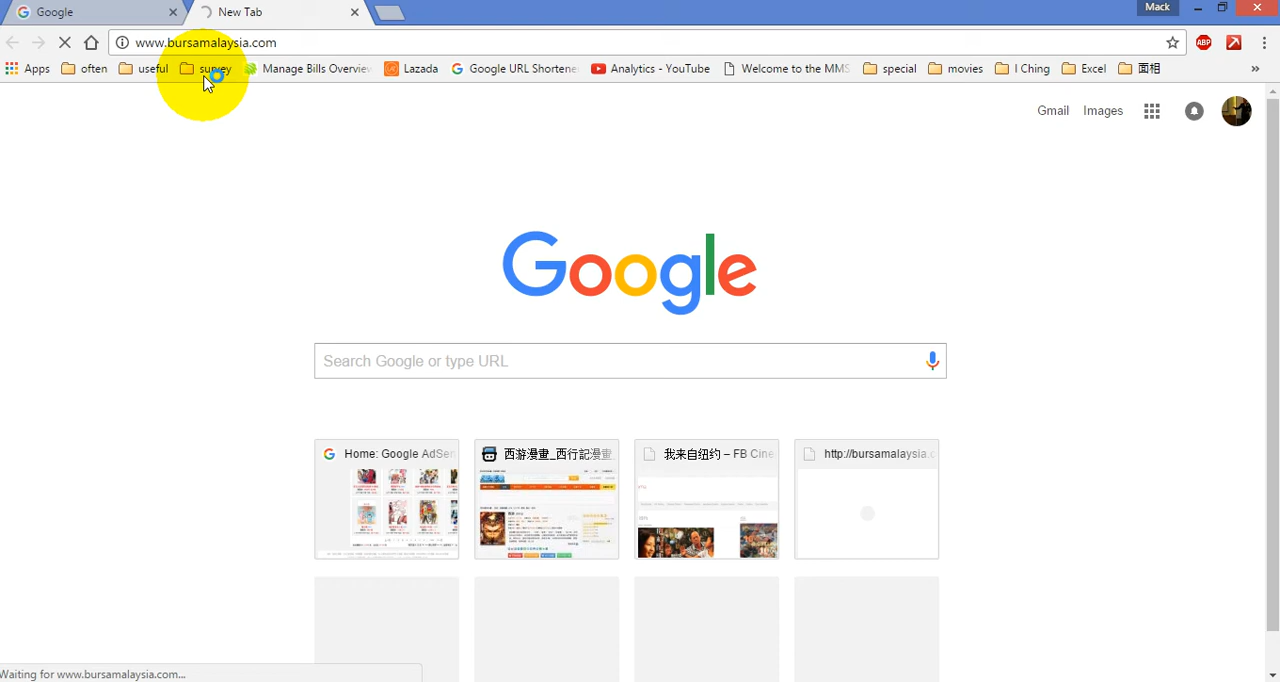 Google
New Tab
Mack
www.bursamalaysia.com
Apps often useful survey Manage Bills Overview Lazada Google URL Shortene Analytics - YouTube Welcome to the MMS special movies I Ching Excel 面相 »
Gmail Images
Google
Search Google or type URL
Home: Google AdSen
西游漫畫_西行記漫畫
我来自纽约 – FB Cine
http://bursamalaysia.c
Waiting for www.bursamalaysia.com...